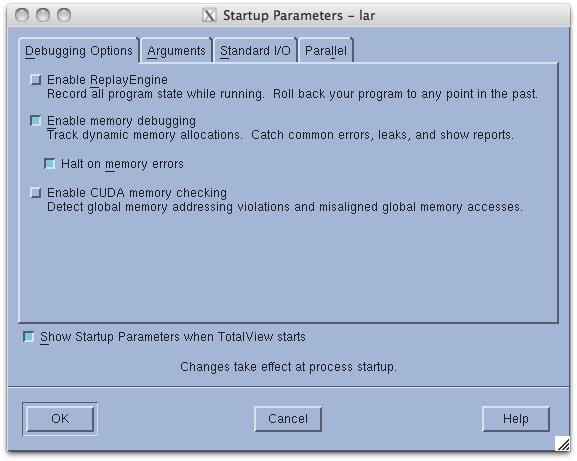 Startup Parameters - lar
Debugging Options Arguments Standard I/O Parallel
Enable ReplayEngine
Record all program state while running. Roll back your program to any point in the past.
Enable memory debugging
Track dynamic memory allocations. Catch common errors, leaks, and show reports.
Halt on memory errors
Enable CUDA memory checking
Detect global memory addressing violations and misaligned global memory accesses.
Show Startup Parameters when TotalView starts
Changes take effect at process startup.
OK Cancel Help